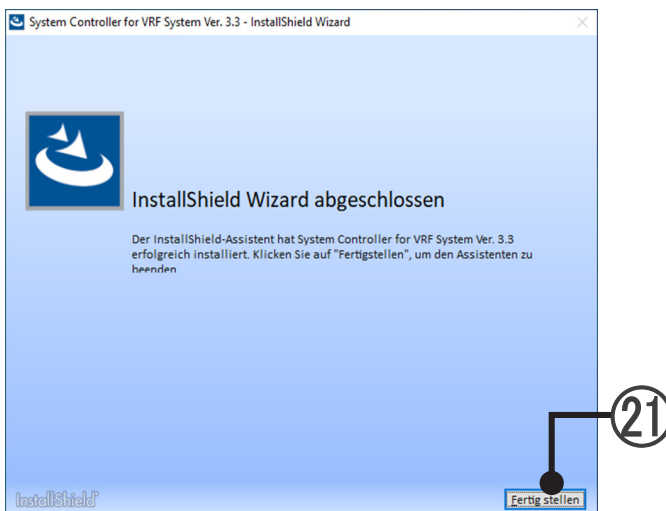 System Controller for VRF System Ver. 3.3 - InstallShield Wizard
InstallShield Wizard abgeschlossen
Der InstallShield-Assistent hat System Controller for VRF System Ver. 3.3
erfolgreich installiert. Klicken Sie auf "Fertigstellen", um den Assistenten zu
beenden
㉑
InstallShield
Fertig stellen